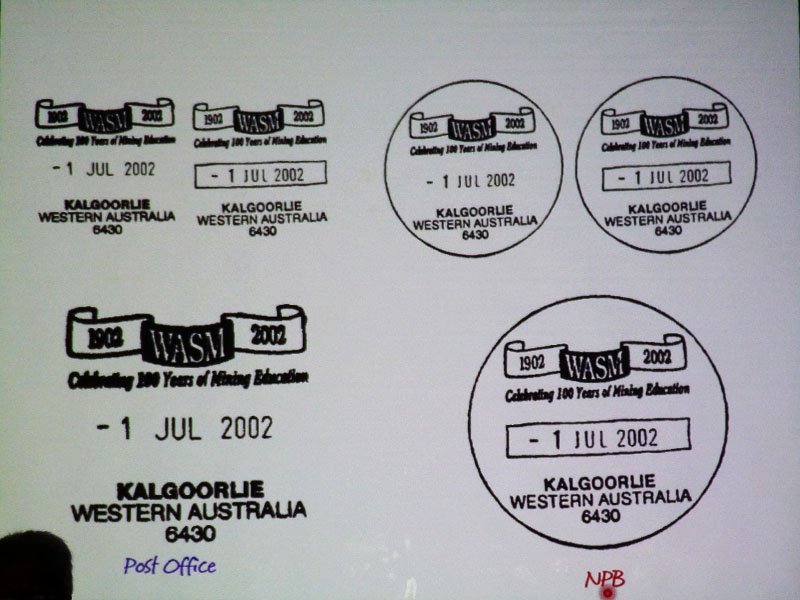 1902 WASM 2002
Celebrating 100 Years of Mining Education
- 1 JUL 2002
KALGOORLIE
WESTERN AUSTRALIA
6430
1902 WASM 2002
Celebrating 100 Years of Mining Education
- 1 JUL 2002
KALGOORLIE
WESTERN AUSTRALIA
6430
1902 WASM 2002
Celebrating 100 Years of Mining Education
- 1 JUL 2002
KALGOORLIE
WESTERN AUSTRALIA
6430
1902 WASM 2002
Celebrating 100 Years of Mining Education
- 1 JUL 2002
KALGOORLIE
WESTERN AUSTRALIA
6430
1902 WASM 2002
Celebrating 100 Years of Mining Education
- 1 JUL 2002
KALGOORLIE
WESTERN AUSTRALIA
6430
Post Office
1902 WASM 2002
Celebrating 100 Years of Mining Education
- 1 JUL 2002
KALGOORLIE
WESTERN AUSTRALIA
6430
NPB